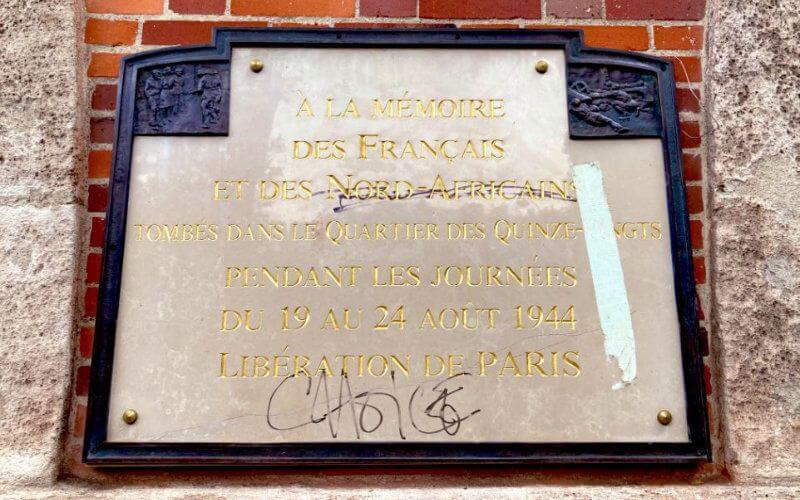 À LA MÉMOIRE
DES FRANÇAIS
ET DES NORD-AFRICAINS
TOMBÉS DANS LE QUARTIER DES QUINZE-VINGTS
PENDANT LES JOURNÉES
DU 19 AU 24 AOÛT 1944
LIBÉRATION DE PARIS